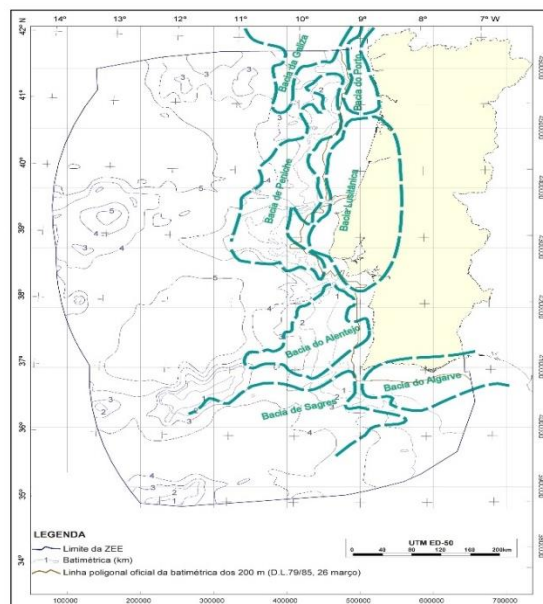 42° N
13°
12°
11°
10°
9°
8°
7° W
41°
40°
39°
38°
37°
36°
35°
34°
Bacia da Galiza
Bacia do Porto
Bacia de Peniche
Bacia Lusitânica
Bacia do Alentejo
Bacia do Algarve
Bacia de Sagres
LEGENDA
Limite da ZEE
1 Batimétrica (km)
Linha poligonal oficial da batimétrica dos 200 m (D.L.79/85, 26 março)
UTM ED-50
0 40 80 120 160 200km
100000 200000 300000 400000 500000 600000 700000